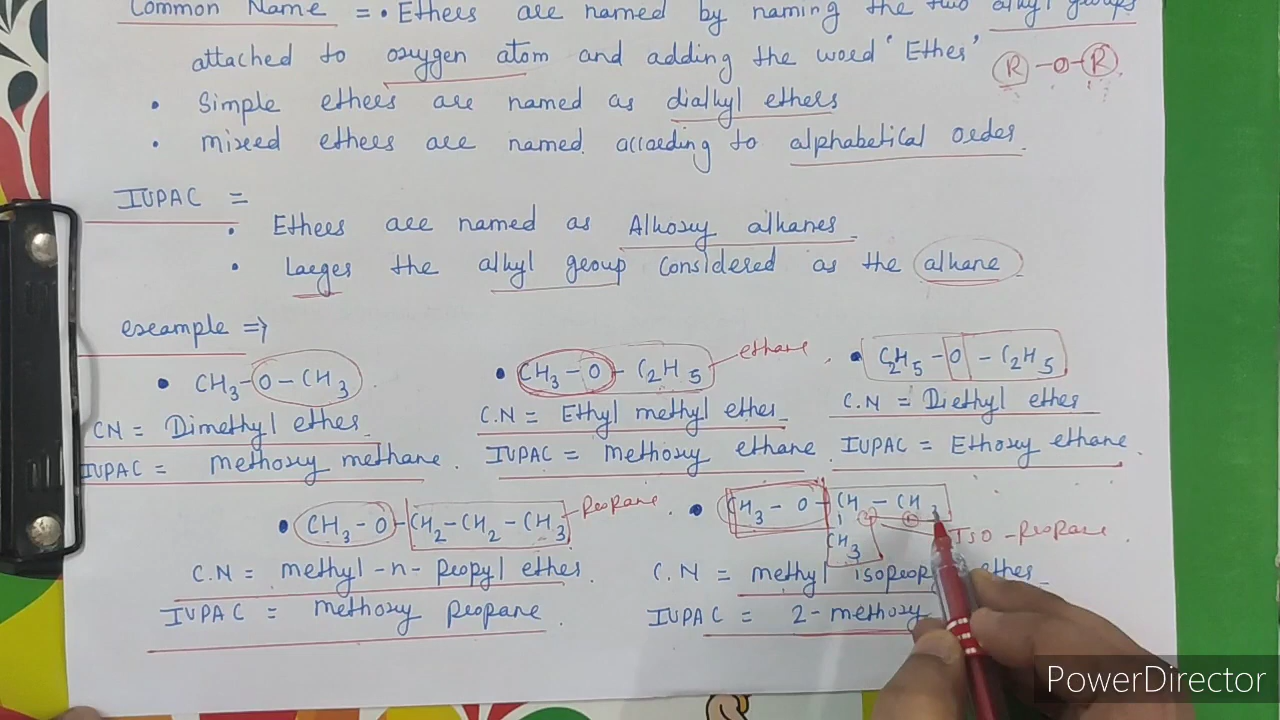 Common Name = • Ethers are named by naming the two alkyl groups
attached to oxygen atom and adding the word 'Ether'
R - O - R
• Simple ethers are named as dialkyl ethers
• mixed ethers are named according to alphabetical order.
IUPAC =
• Ethers are named as Alkoxy alkanes
• Larger the alkyl group considered as the alkane
example =>
• CH3-O-CH3
CN = Dimethyl ether
IUPAC = methoxy methane.
• CH3-O-C2H5 ethane
C.N = Ethyl methyl ether
IUPAC = Methoxy ethane
• C2H5-O-C2H5
C.N = Diethyl ether
IUPAC = Ethoxy ethane.
• CH3-O-CH2-CH2-CH3 propane
C.N = methyl-n-propyl ether.
IUPAC = methoxy propane.
• CH3-O-CH-CH3
CH3
Iso-propane.
C.N = methyl isoprop ether
IUPAC = 2-methoxy
PowerDirector